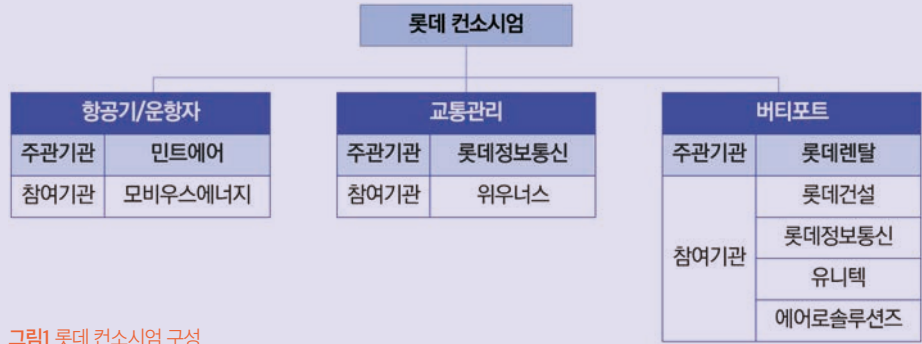 롯데 컨소시엄
항공기/운항자
주관기관 민트에어
참여기관 모비우스에너지
교통관리
주관기관 롯데정보통신
참여기관 위우너스
버티포트
주관기관 롯데렌탈
참여기관 롯데건설
롯데정보통신
유니텍
에어로솔루션즈
그림1 롯데 컨소시엄 구성